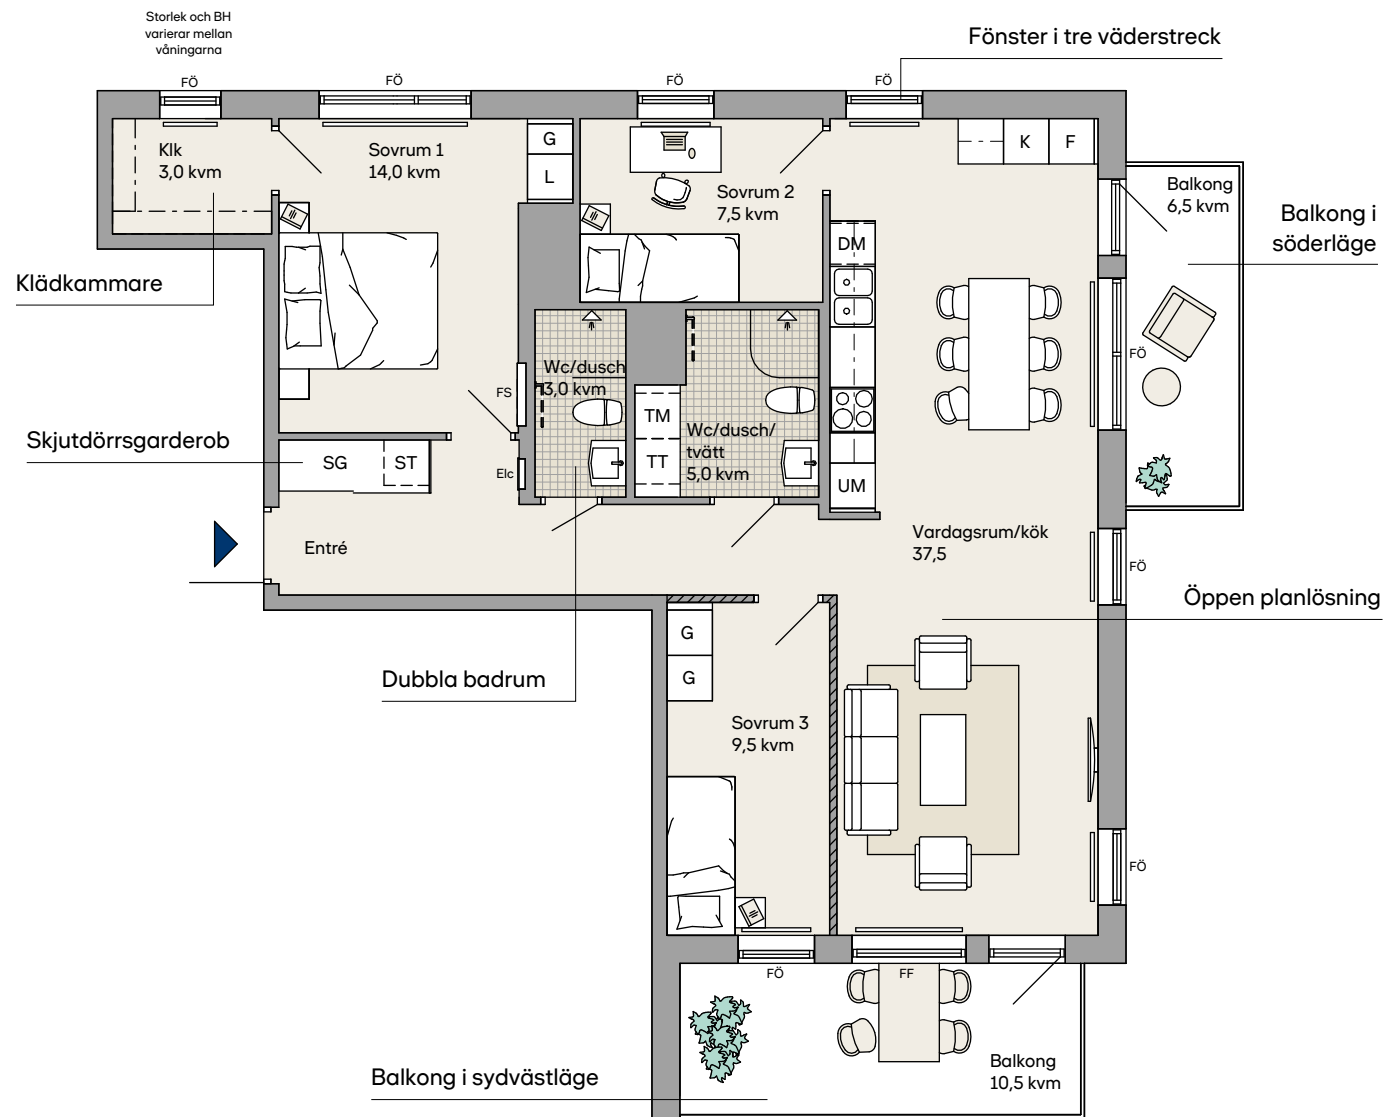 Storlek och BH
varierar mellan
våningarna
Fönster i tre väderstreck
FÖ
FÖ
FÖ
FÖ
Klk
3,0 kvm
Sovrum 1
14,0 kvm
G
L
Sovrum 2
7,5 kvm
K
F
Balkong
6,5 kvm
Balkong i
söderläge
DM
Klädkammare
FÖ
Wc/dusch
3,0 kvm
FS
TM
TT
Wc/dusch/
tvätt
5,0 kvm
Skjutdörrsgarderob
SG
ST
Elc
UM
Entré
Vardagsrum/kök
37,5
FÖ
Öppen planlösning
G
G
Dubbla badrum
Sovrum 3
9,5 kvm
FÖ
FÖ
FF
Balkong
10,5 kvm
Balkong i sydvästläge